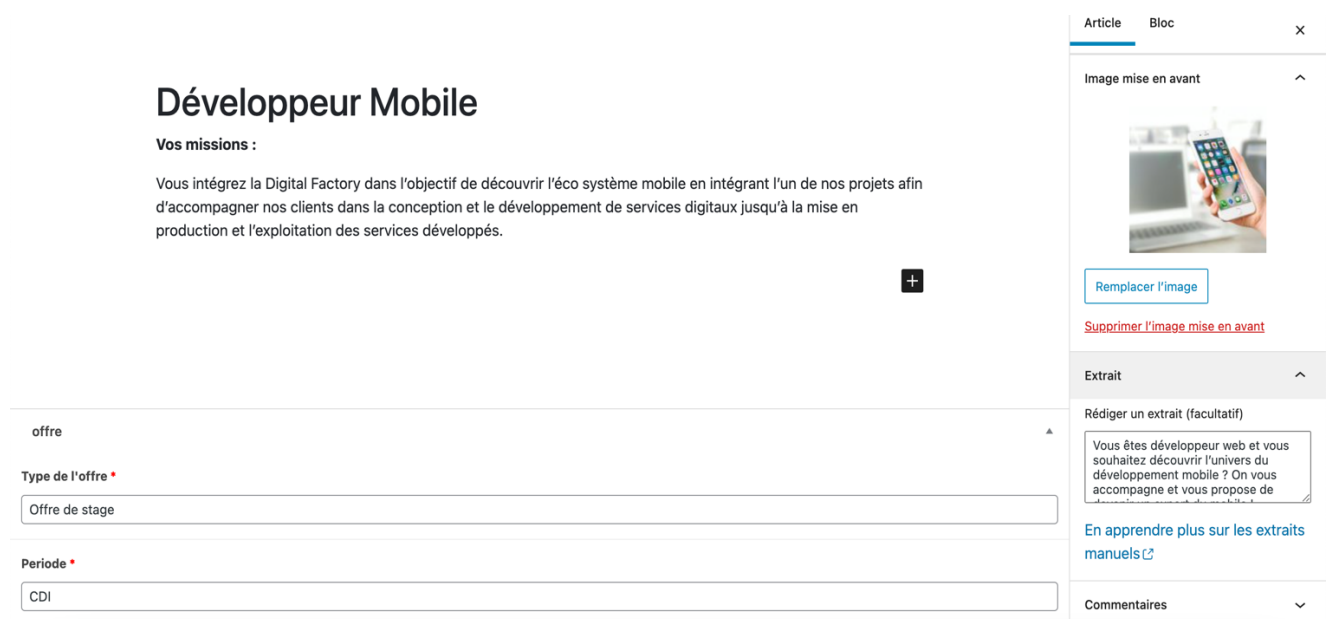 Développeur Mobile
Vos missions :
Vous intégrez la Digital Factory dans l'objectif de découvrir l'éco système mobile en intégrant l'un de nos projets afin
d'accompagner nos clients dans la conception et le développement de services digitaux jusqu'à la mise en
production et l'exploitation des services développés.
offre
Type de l'offre *
Offre de stage
Periode *
CDI
Article Bloc
Image mise en avant
Remplacer l'image
Supprimer l'image mise en avant
Extrait
Rédiger un extrait (facultatif)
Vous êtes développeur web et vous
souhaitez découvrir l'univers du
développement mobile ? On vous
accompagne et vous propose de
devenir un expert du mobile !
En apprendre plus sur les extraits
manuels
Commentaires